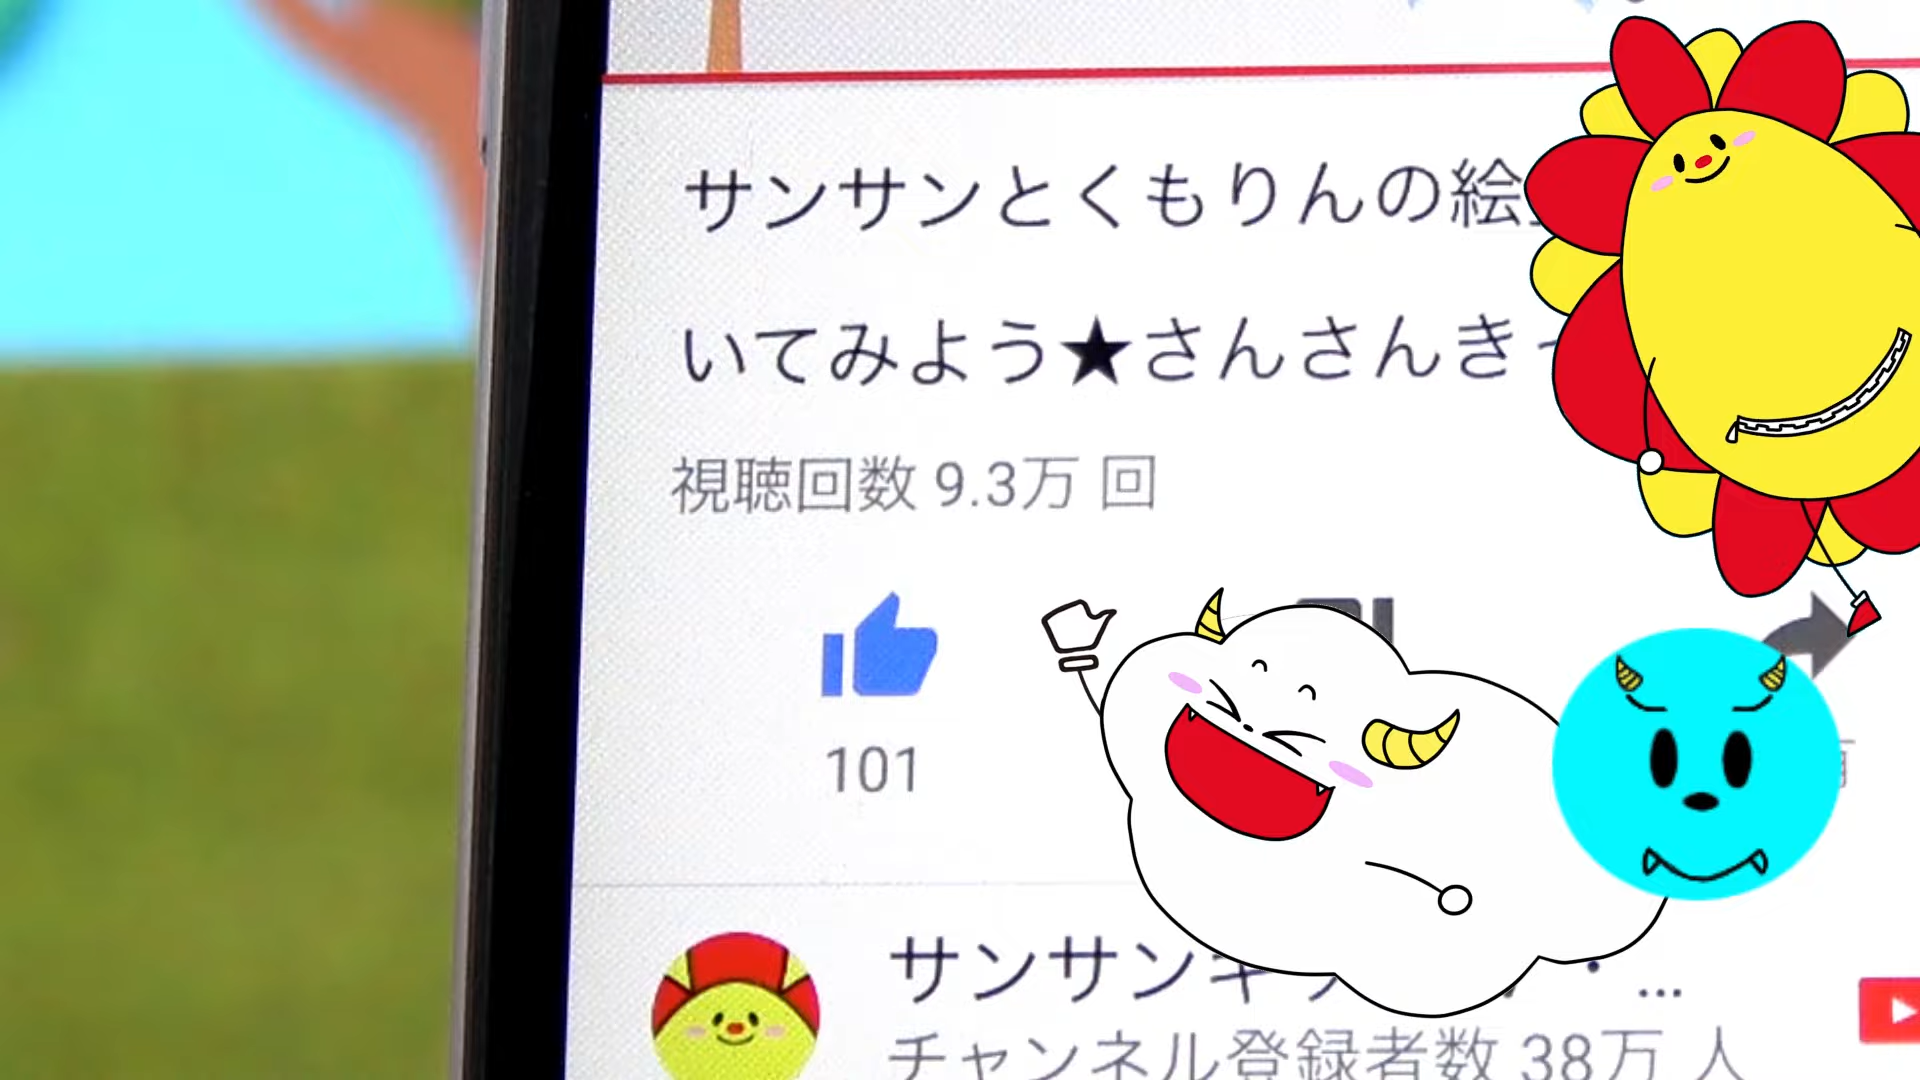 サンサンとくもりんの絵
いてみよう★さんさんき
視聴回数 9.3万 回
101
サンサンキ
...
チャンネル登録者数 38万 人